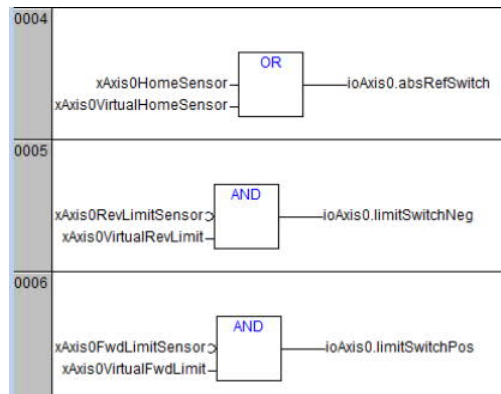 0004
OR
xAxis0HomeSensor
ioAxis0.absRefSwitch
xAxis0VirtualHomeSensor
0005
AND
xAxis0RevLimitSensor
ioAxis0.limitSwitchNeg
xAxis0VirtualRevLimit
0006
AND
xAxis0FwdLimitSensor
ioAxis0.limitSwitchPos
xAxis0VirtualFwdLimit